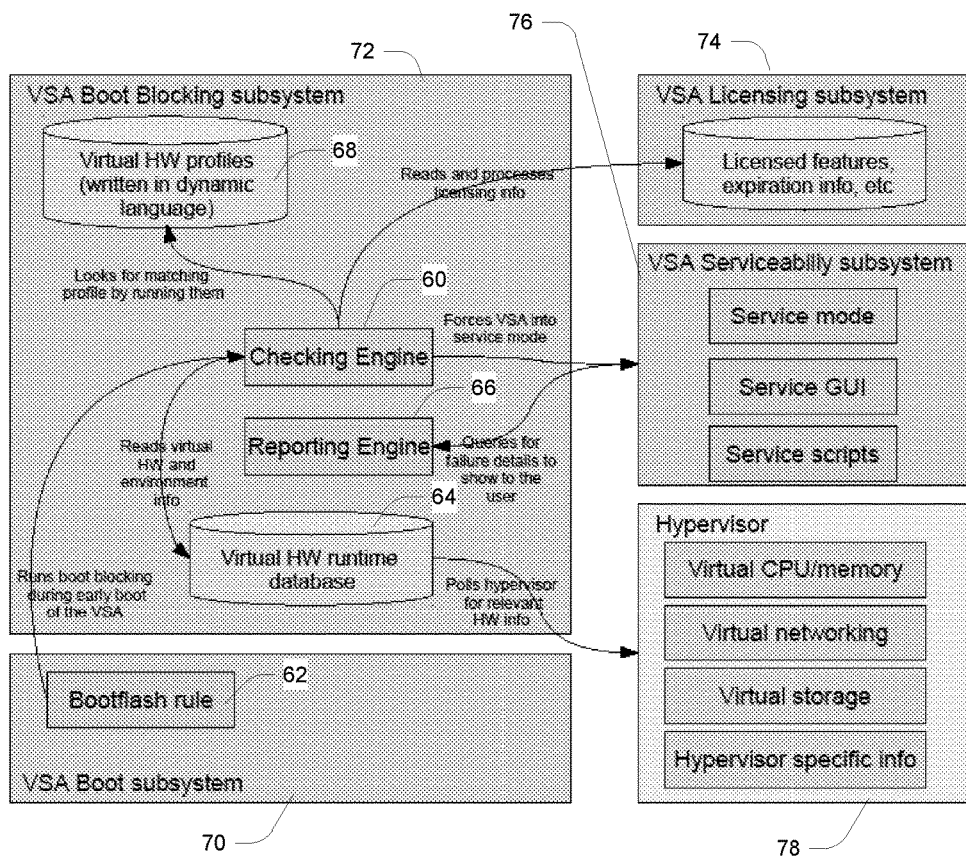 76
72
74
VSA Boot Blocking subsystem
Virtual HW profiles
(written in dynamic
language)
68
Reads and processes
licensing info
VSA Licensing subsystem
Licensed features,
expiration info, etc
Looks for matching
profile by running them
60
Forces VSA into
service mode
Checking Engine
66
Reporting Engine
Reads virtual
HW and
environment
info
Queries for
failure details to
show to the
user
64
Virtual HW runtime
database
Runs boot blocking
during early boot
of the VSA
Polls hypervisor
for relevant
HW info
VSA Serviceabiliy subsystem
Service mode
Service GUI
Service scripts
Hypervisor
Virtual CPU/memory
Virtual networking
Virtual storage
Hypervisor specific info
Bootflash rule
62
VSA Boot subsystem
70
78